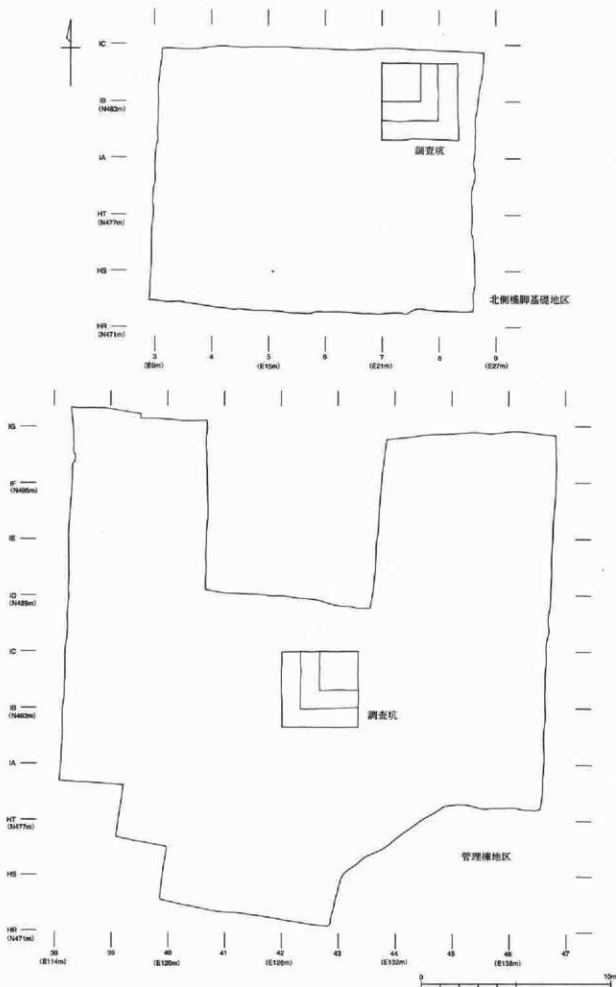 IC
IB
(N483m)
IA
HT
(N477m)
HS
HR
(N471m)
調査坑
北側橋脚基礎地区
3 4 5 6 7 8 9
(E9m) (E15m) (E21m) (E27m)
IG
IF
(N495m)
IE
ID
(N489m)
IC
IB
(N483m)
IA
HT
(N477m)
HS
HR
(N471m)
調査坑
管理棟地区
38 39 40 41 42 43 44 45 46 47
(E114m) (E120m) (E126m) (E132m) (E138m)
0 10m